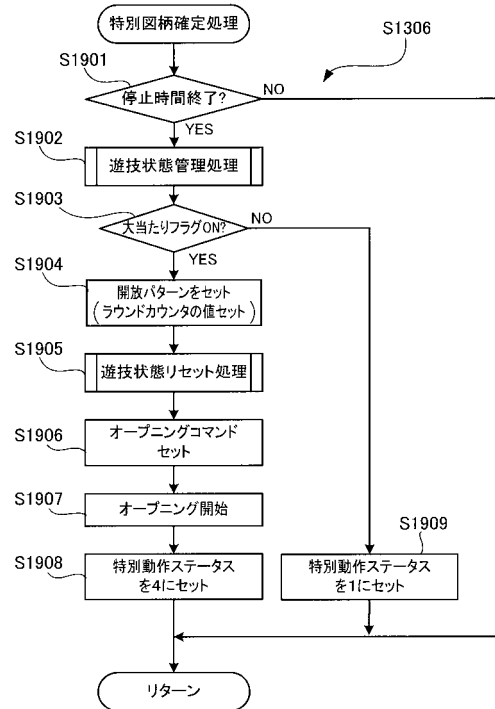 特別図柄確定処理
S1306
S1901
停止時間終了?
NO
YES
S1902
遊技状態管理処理
S1903
大当たりフラグON?
NO
YES
S1904
開放パターンをセット
(ラウンドカウンタの値セット)
S1905
遊技状態リセット処理
S1906
オープニングコマンド
セット
S1907
オープニング開始
S1908
特別動作ステータス
を4にセット
S1909
特別動作ステータス
を1にセット
リターン